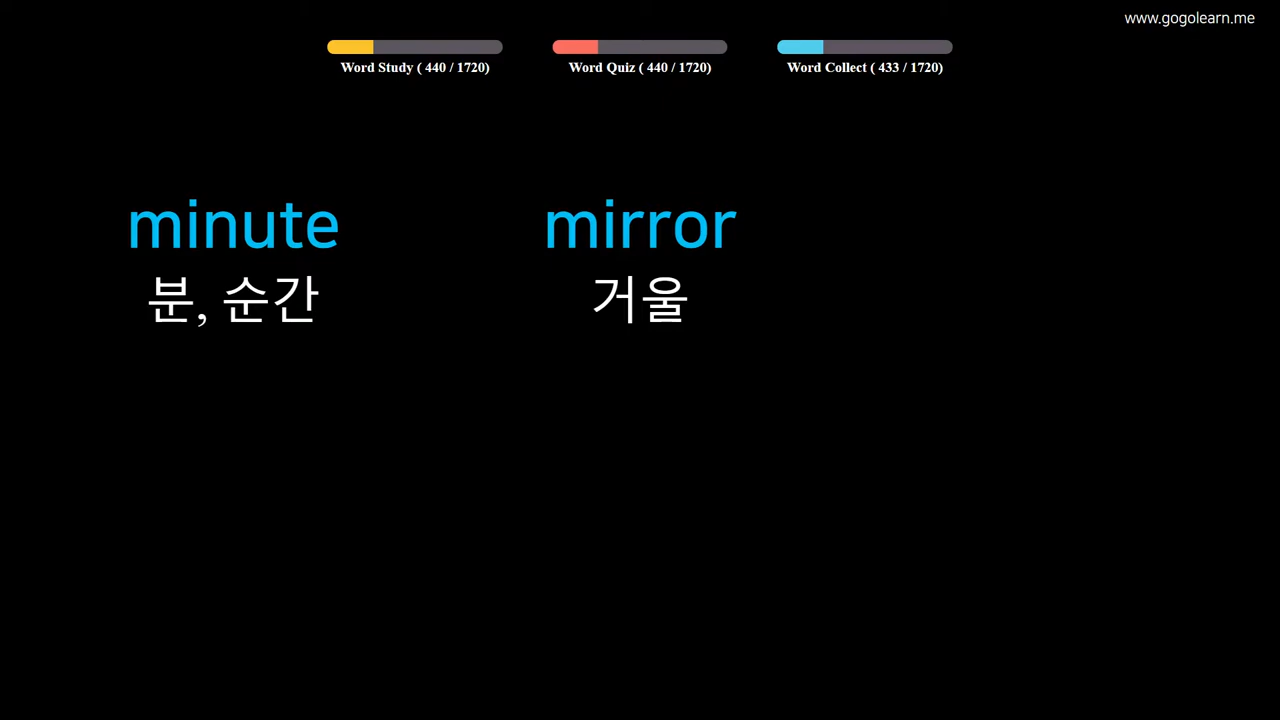 www.gogolearn.me
Word Study ( 440 / 1720)
Word Quiz ( 440 / 1720)
Word Collect ( 433 / 1720)
minute
분, 순간
mirror
거울